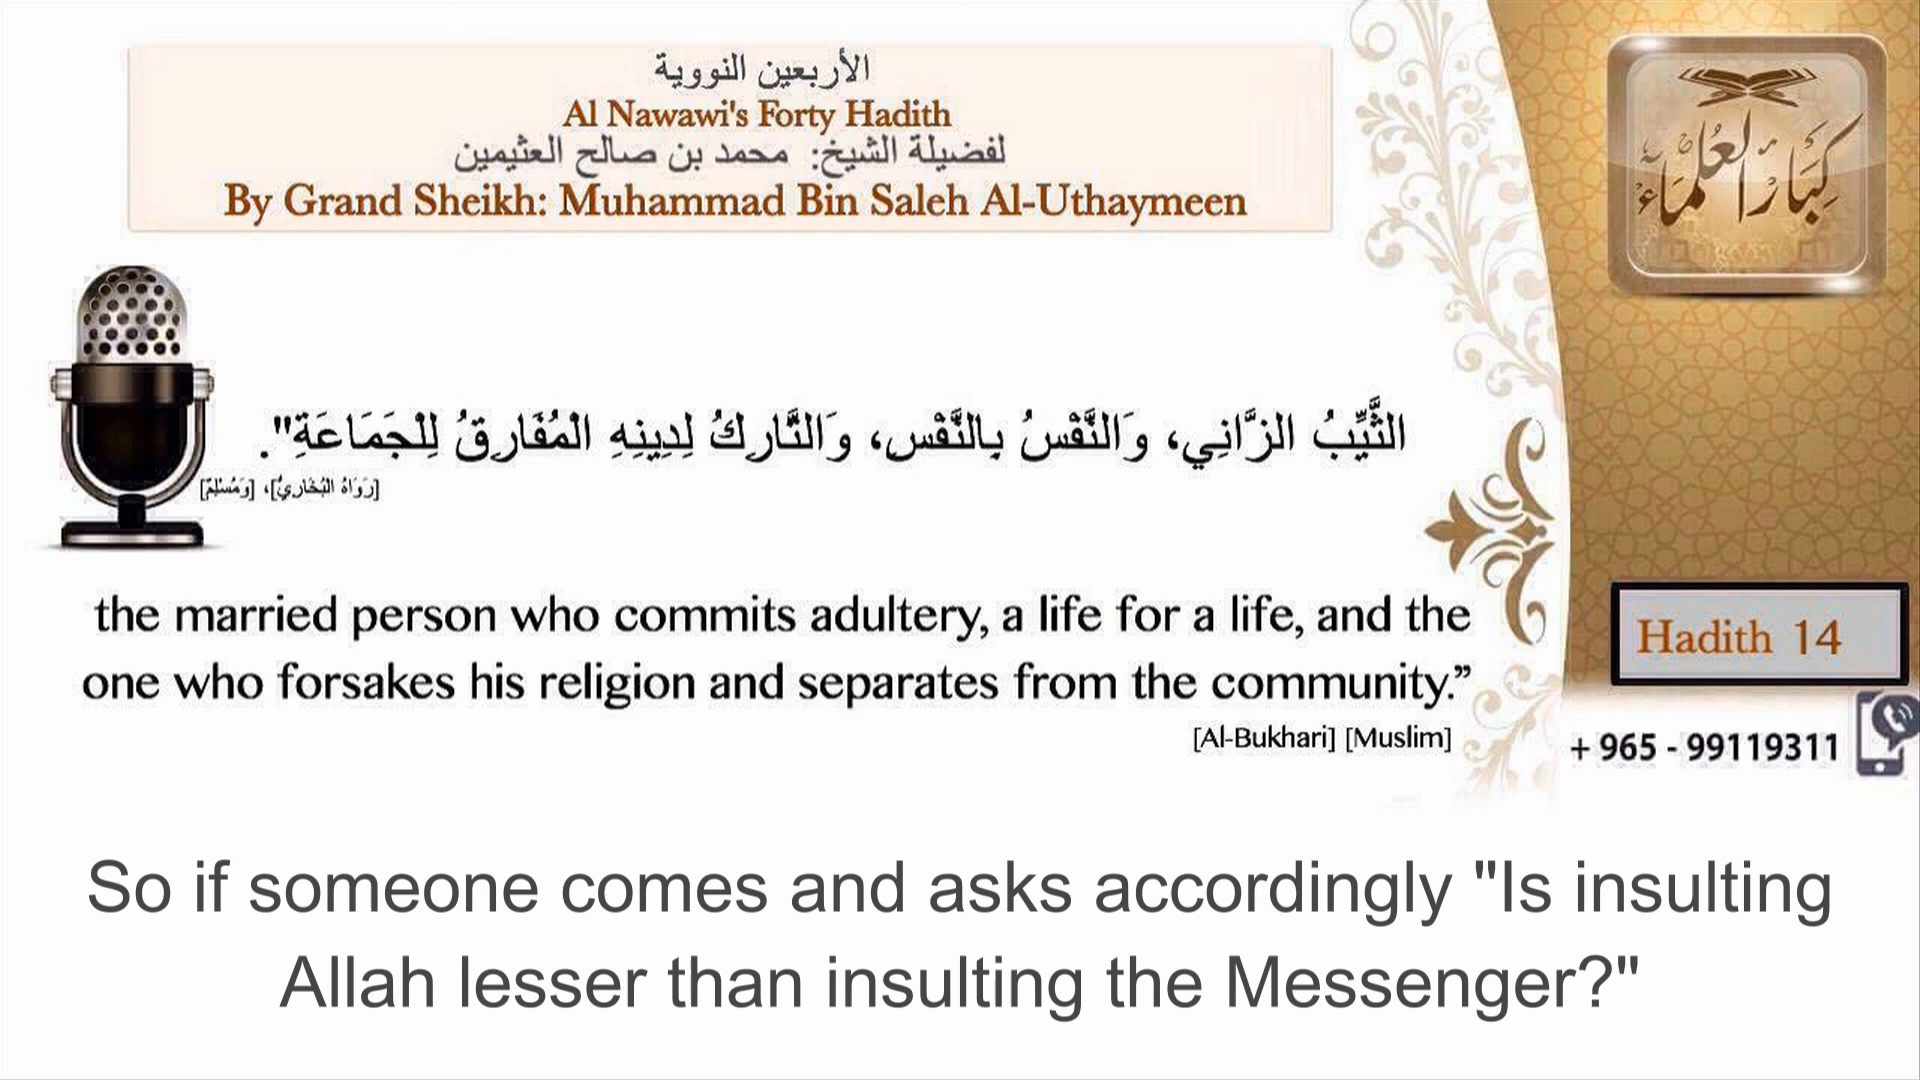 الأربعين النووية
Al Nawawi's Forty Hadith
لفضيلة الشيخ: محمد بن صالح العثيمين
By Grand Sheikh: Muhammad Bin Saleh Al-Uthaymeen
كِبَارُ العُلَمَاءِ
الثَّيِّبُ الزَّانِي، وَالنَّفْسُ بِالنَّفْسِ، وَالتَّارِكُ لِدِينِهِ الْمُفَارِقُ لِلْجَمَاعَةِ".
[رَوَاهُ البُخَارِيُّ]، [وَمُسْلِمٌ]
the married person who commits adultery, a life for a life, and the
one who forsakes his religion and separates from the community.”
[Al-Bukhari] [Muslim]
Hadith 14
+ 965 - 99119311
So if someone comes and asks accordingly "Is insulting
Allah lesser than insulting the Messenger?"